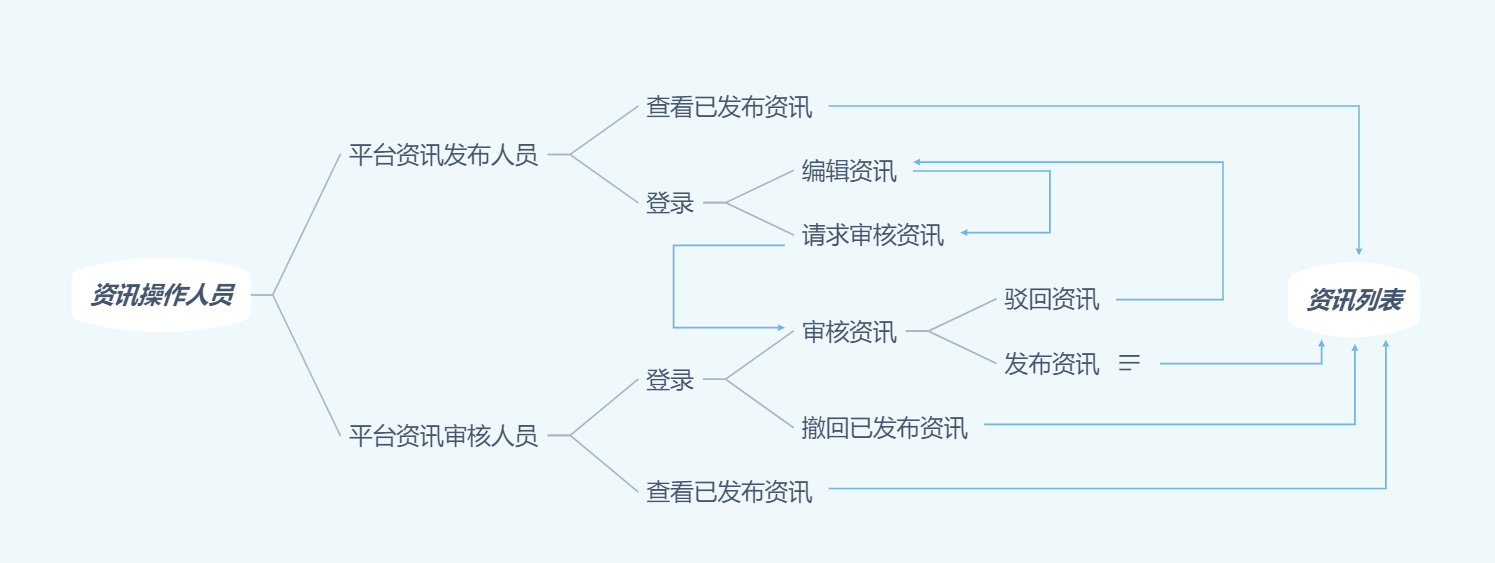 查看已发布资讯
平台资讯发布人员
编辑资讯
登录
请求审核资讯
资讯操作人员
驳回资讯
资讯列表
审核资讯
发布资讯
登录
撤回已发布资讯
平台资讯审核人员
查看已发布资讯